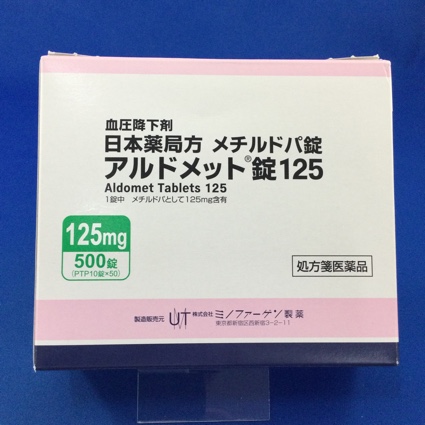 血圧降下剤
日本薬局方 メチルドパ錠
アルドメット®錠125
Aldomet Tablets 125
1錠中 メチルドパとして125mg含有
125mg
500錠
(PTP10錠×50)
処方箋医薬品
製造販売元 株式会社 ミノファーゲン製薬
東京都新宿区西新宿3-2-11